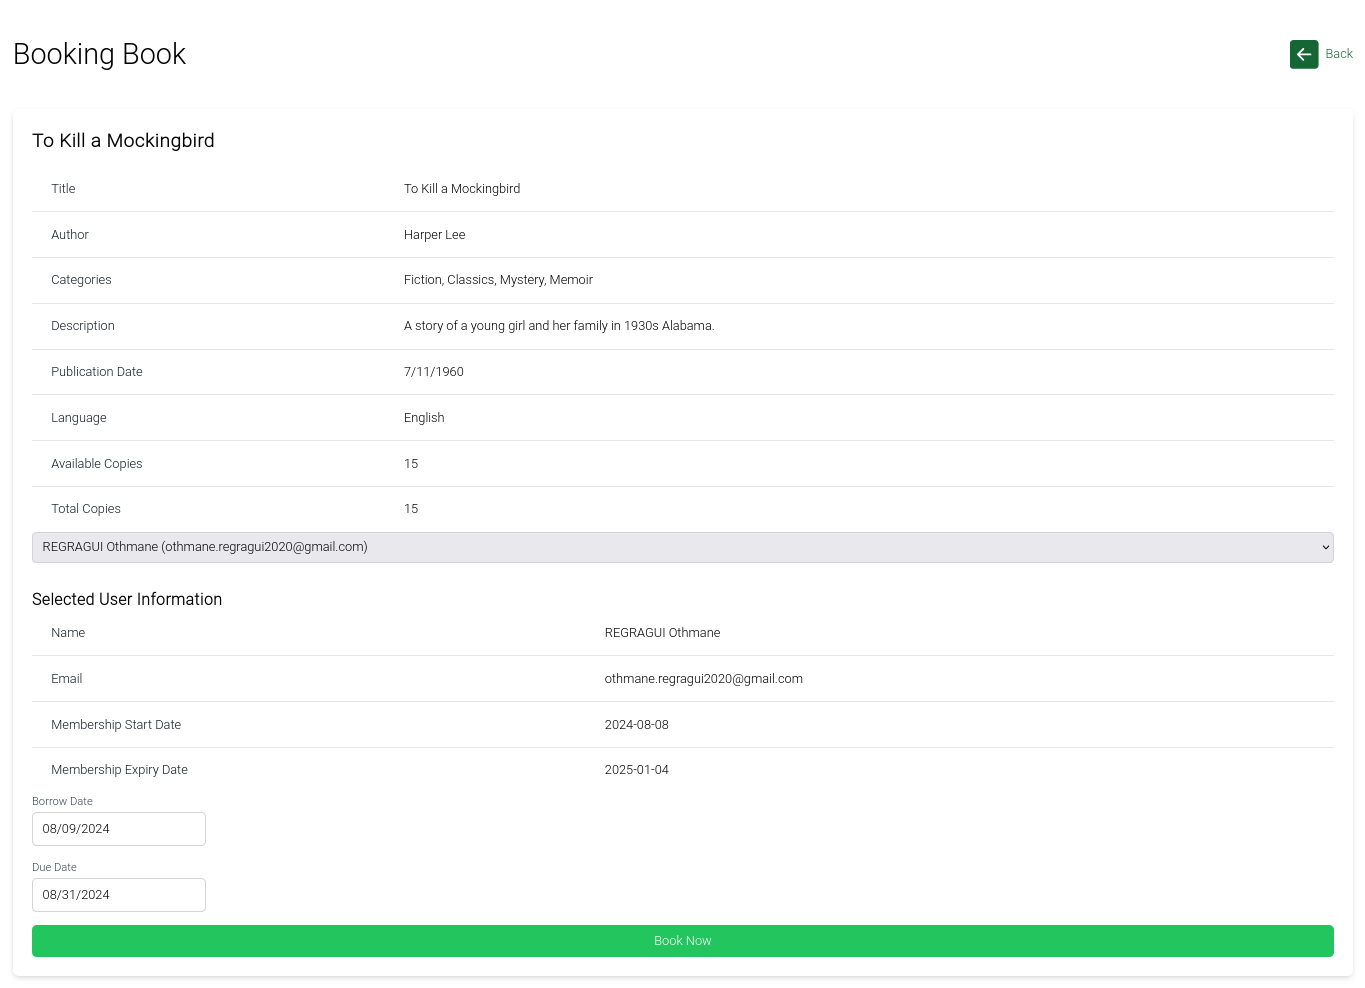 Booking Book
Back
To Kill a Mockingbird
Title To Kill a Mockingbird
Author Harper Lee
Categories Fiction, Classics, Mystery, Memoir
Description A story of a young girl and her family in 1930s Alabama.
Publication Date 7/11/1960
Language English
Available Copies 15
Total Copies 15
REGRAGUI Othmane (othmane.regragui2020@gmail.com)
Selected User Information
Name REGRAGUI Othmane
Email othmane.regragui2020@gmail.com
Membership Start Date 2024-08-08
Membership Expiry Date 2025-01-04
Borrow Date
08/09/2024
Due Date
08/31/2024
Book Now